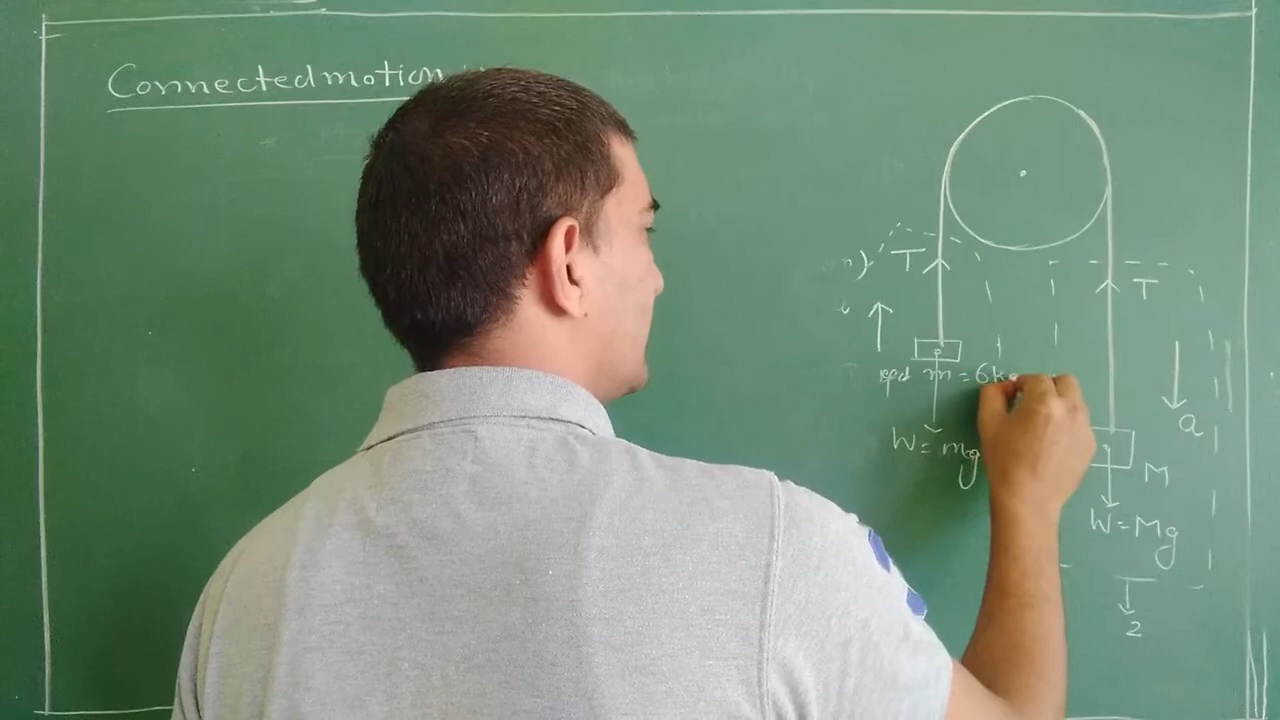 Connected motion
T
T
m = 6kg
a
W = mg
M
W = Mg
2